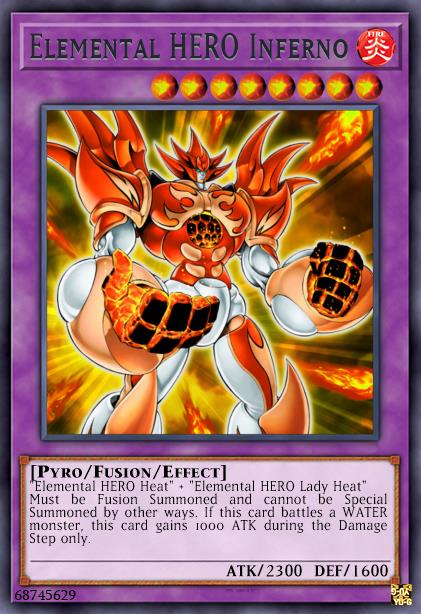 Elemental HERO Inferno
FIRE
炎
[Pyro/Fusion/Effect]
"Elemental HERO Heat" + "Elemental HERO Lady Heat"
Must be Fusion Summoned and cannot be Special
Summoned by other ways. If this card battles a WATER
monster, this card gains 1000 ATK during the Damage
Step only.
ATK/2300 DEF/1600
68745629